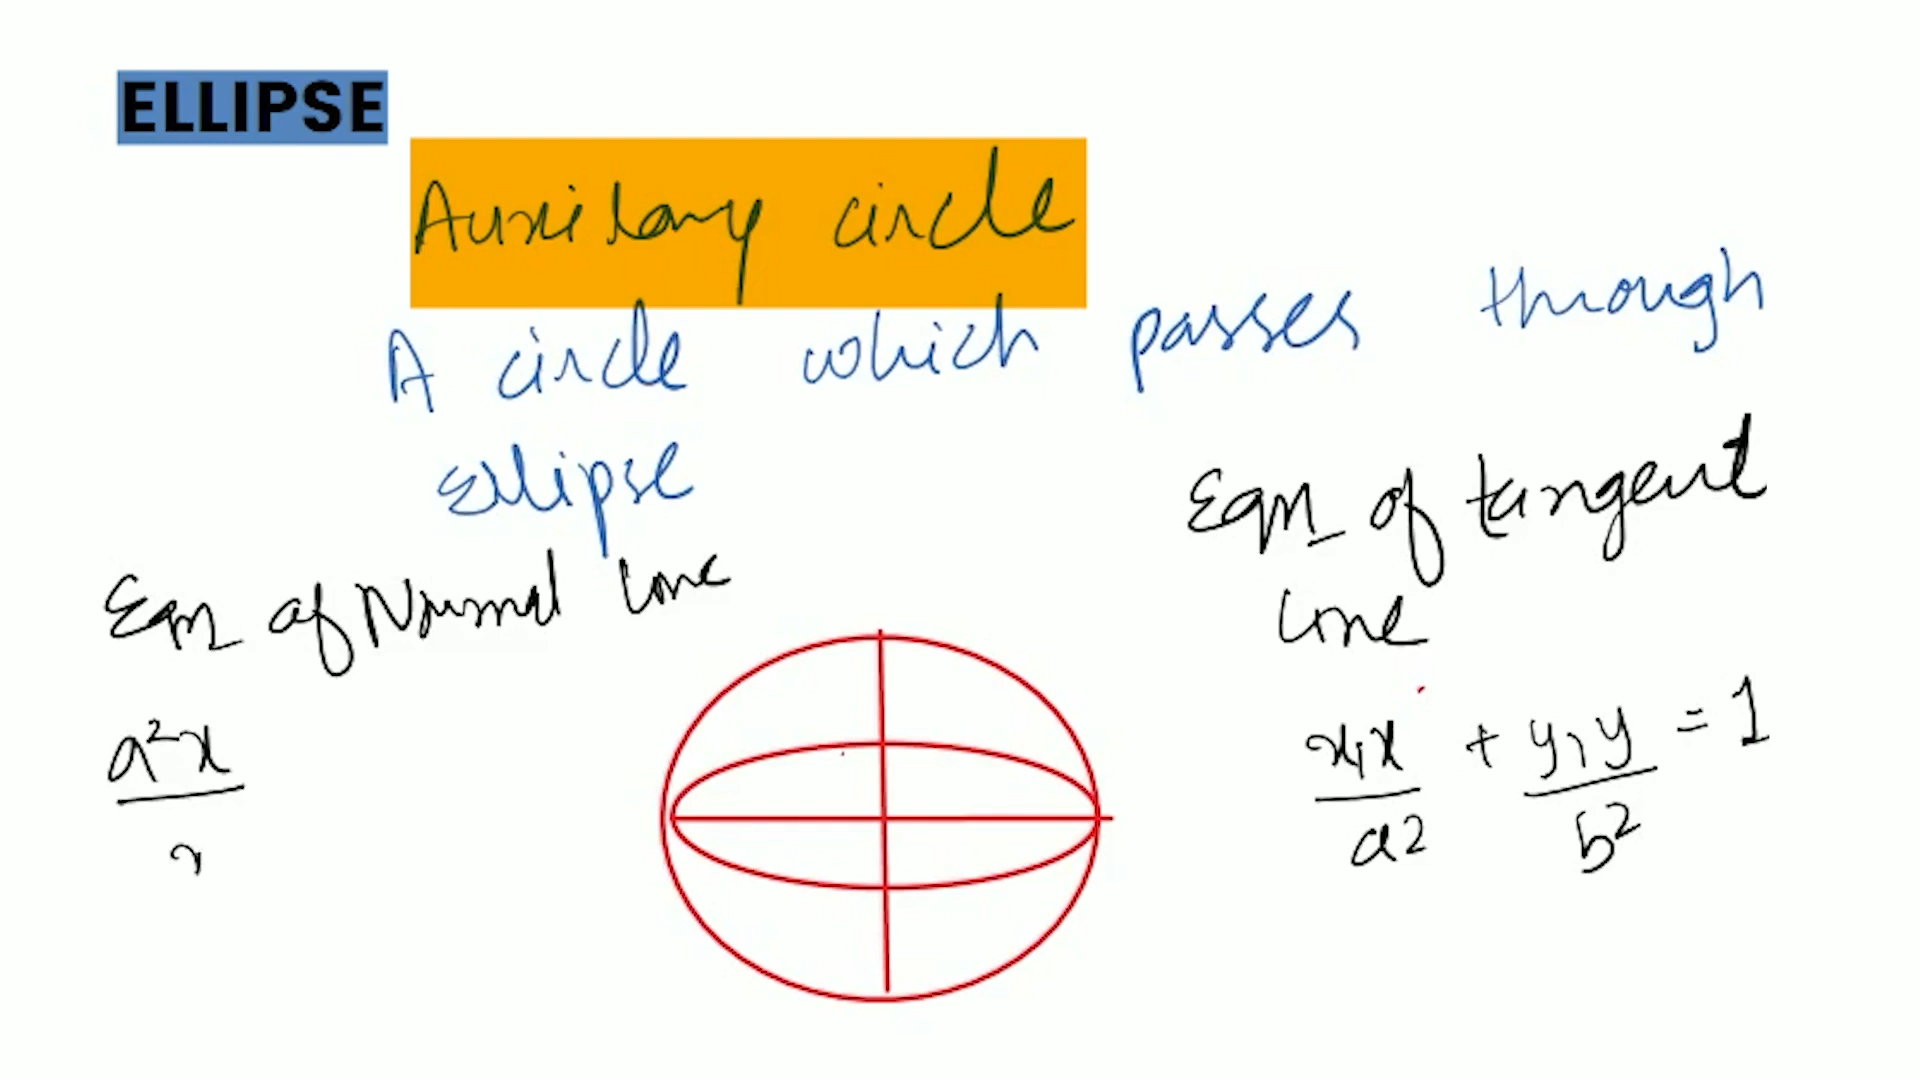 ELLIPSE
Auxilary circle
A circle which passes through
Ellipse
Eqn of tangent
Line
Eqn of Normal Line
x₁x/a2 + y₁y/b² = 1
a²x/x